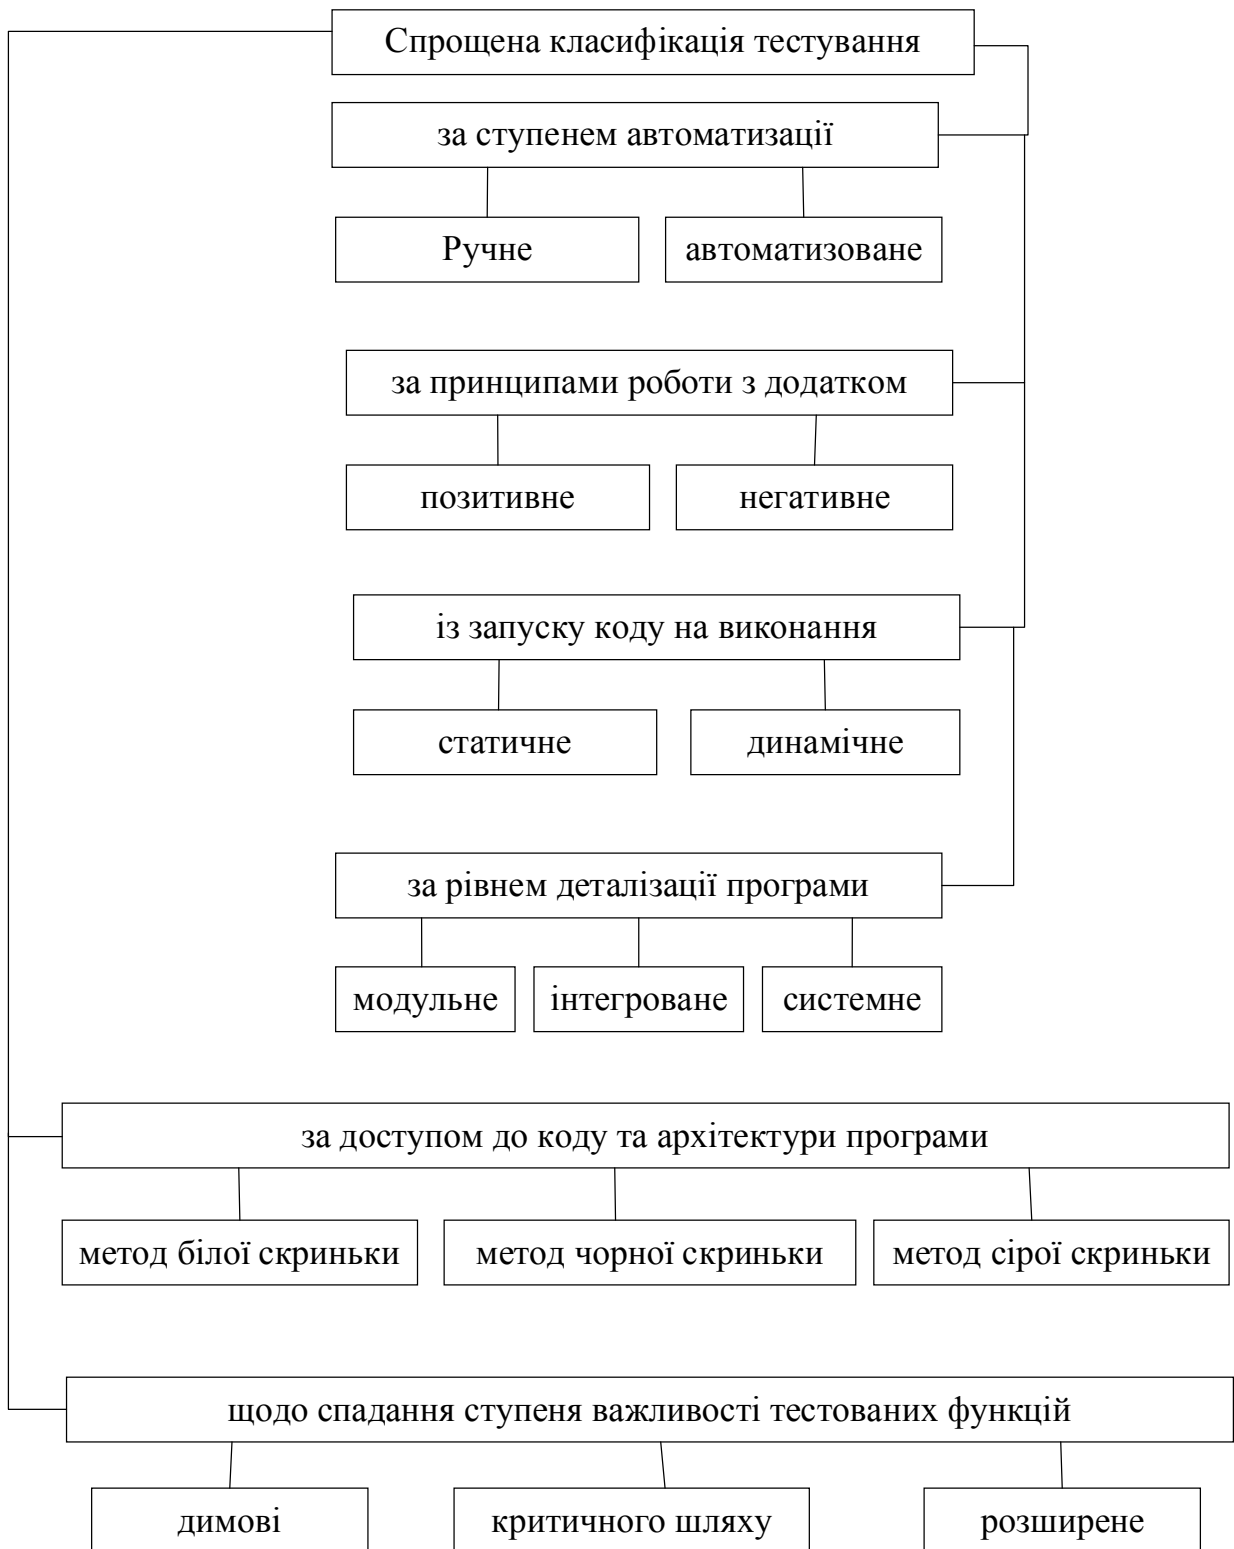 Спрощена класифікація тестування
за ступенем автоматизації
Ручне
автоматизоване
за принципами роботи з додатком
позитивне
негативне
із запуску коду на виконання
статичне
динамічне
за рівнем деталізації програми
модульне
інтегроване
системне
за доступом до коду та архітектури програми
метод білої скриньки
метод чорної скриньки
метод сірої скриньки
щодо спадання ступеня важливості тестованих функцій
димові
критичного шляху
розширене